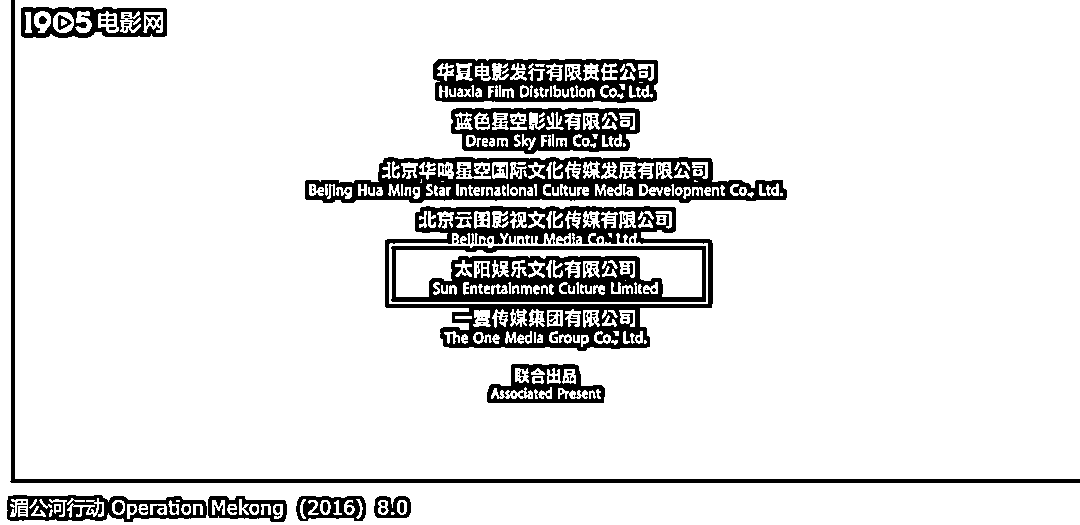 1905电影网
华夏电影发行有限责任公司
Huaxia Film Distribution Co., Ltd.
蓝色星空影业有限公司
Dream Sky Film Co., Ltd.
北京华鸣星空国际文化传媒发展有限公司
Beijing Hua Ming Star International Culture Media Development Co., Ltd.
北京云图影视文化传媒有限公司
Beijing Yuntu Media Co., Ltd.
太阳娱乐文化有限公司
Sun Entertainment Culture Limited
一壹传媒集团有限公司
The One Media Group Co., Ltd.
联合出品
Associated Present
湄公河行动 Operation Mekong (2016) 8.0